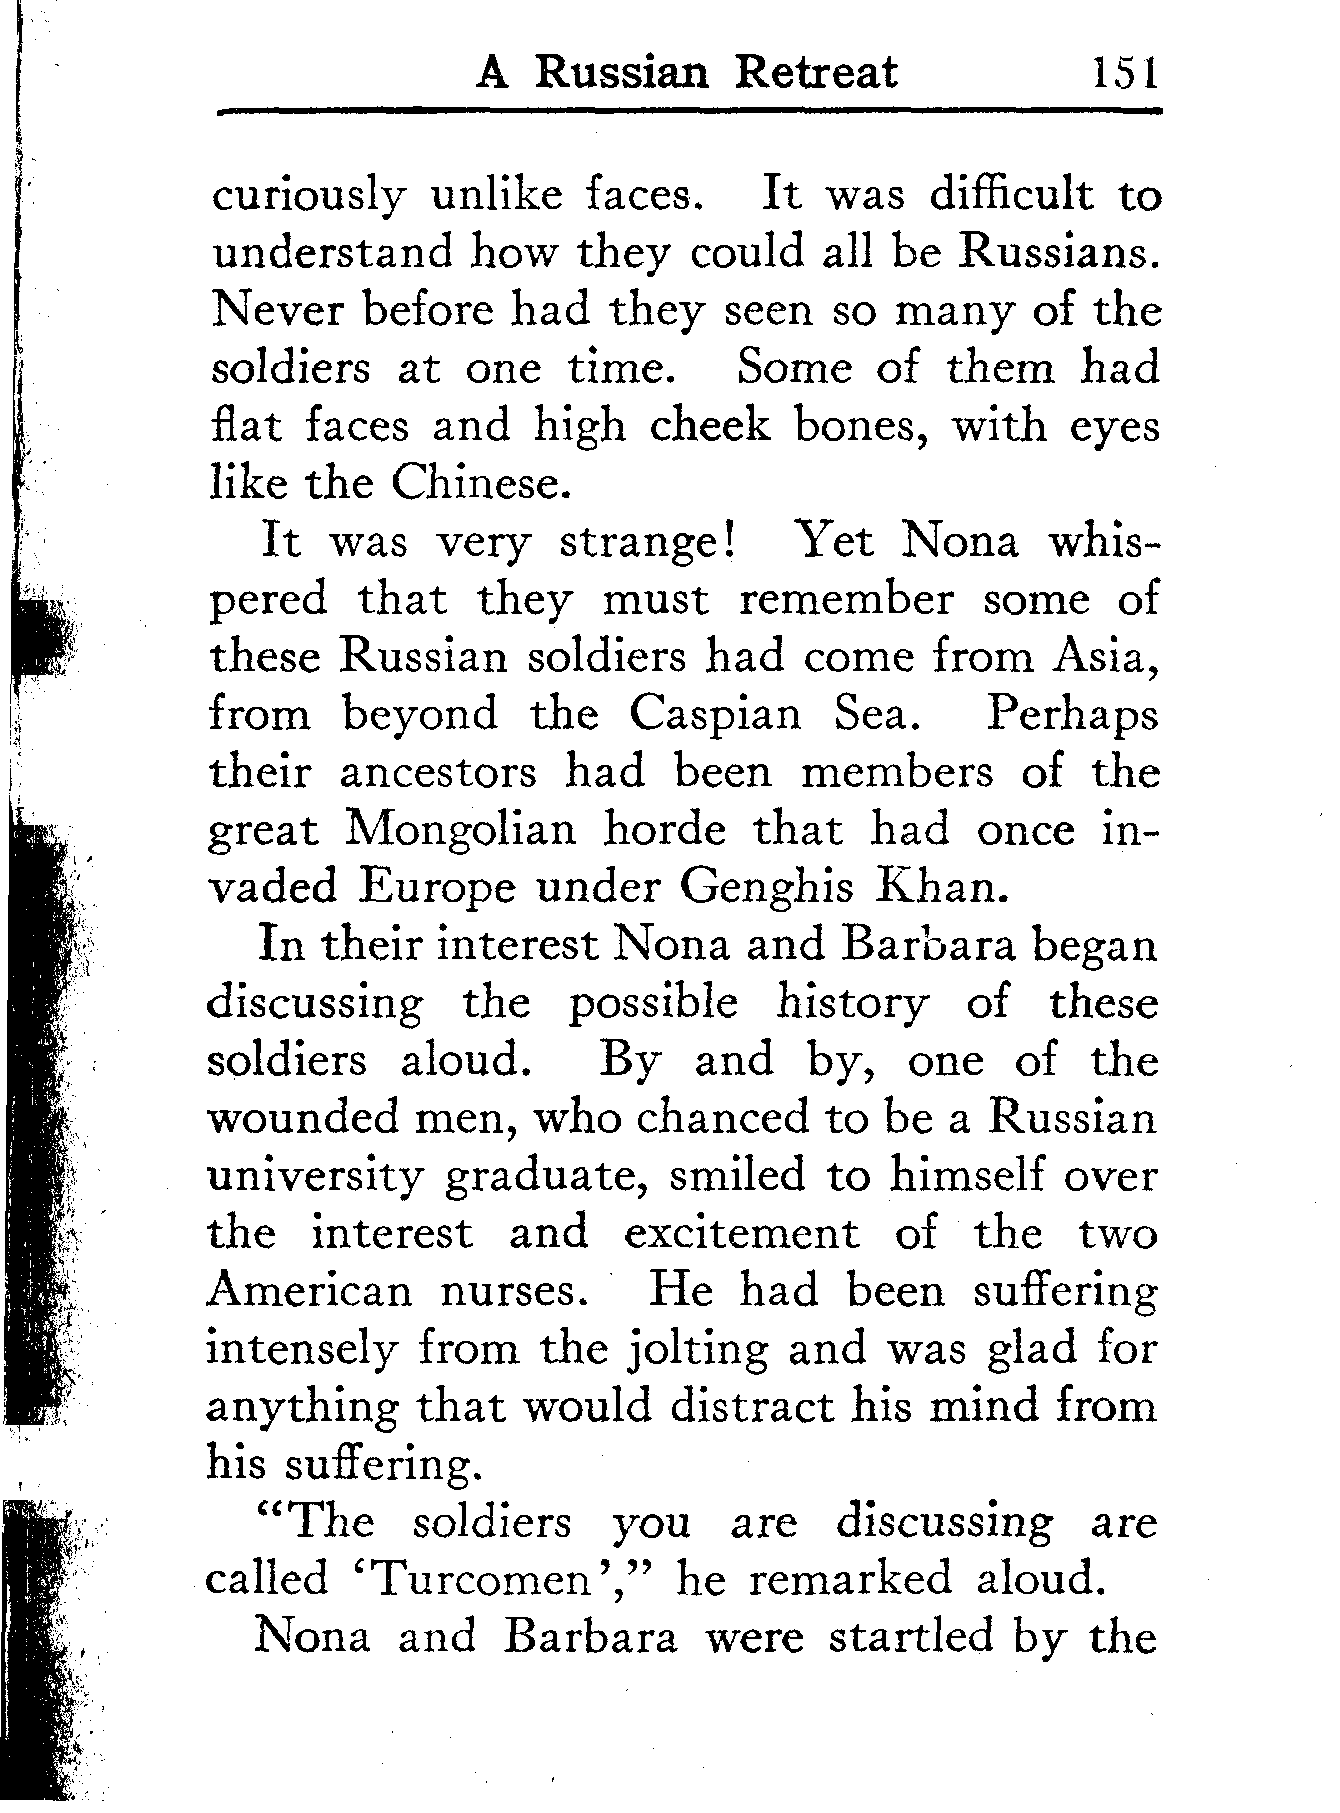 A Russian Retreat 151
curiously unlike faces. It was difficult to
understand how they could all be Russians.
Never before had they seen so many of the
soldiers at one time. Some of them had
flat faces and high cheek bones, with eyes
like the Chinese.
It was very strange! Yet Nona whis-
pered that they must remember some of
these Russian soldiers had come from Asia,
from beyond the Caspian Sea. Perhaps
their ancestors had been members of the
great Mongolian horde that had once in-
vaded Europe under Genghis Khan.
In their interest Nona and Barbara began
discussing the possible history of these
soldiers aloud. By and by, one of the
wounded men, who chanced to be a Russian
university graduate, smiled to himself over
the interest and excitement of the two
American nurses. He had been suffering
intensely from the jolting and was glad for
anything that would distract his mind from
his suffering.
“The soldiers you are discussing are
called ‘Turcomen’,” he remarked aloud.
Nona and Barbara were startled by the